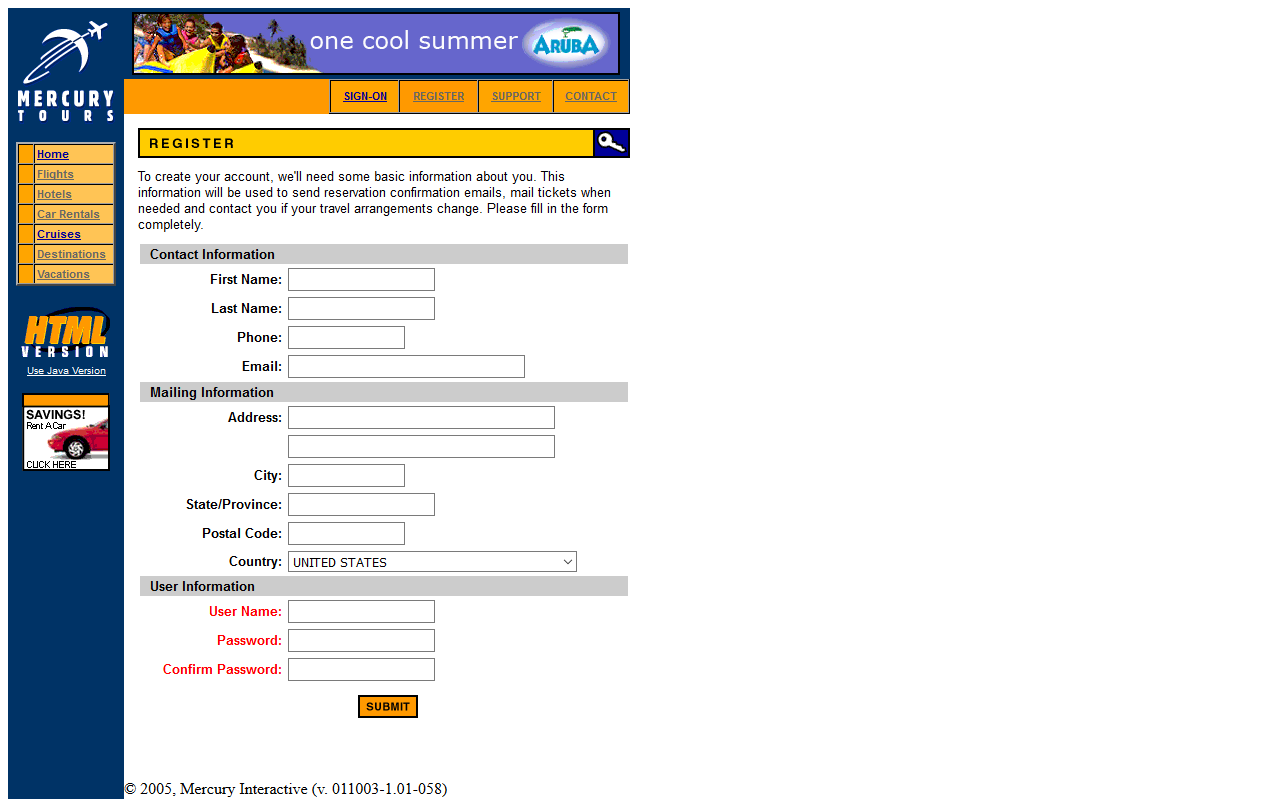 MERCURY
TOURS
one cool summer
ARUBA
SIGN-ON
REGISTER
SUPPORT
CONTACT
Home
Flights
Hotels
Car Rentals
Cruises
Destinations
Vacations
HTML
VERSION
Use Java Version
SAVINGS!
Rent A Car
CLICK HERE
REGISTER
To create your account, we'll need some basic information about you. This
information will be used to send reservation confirmation emails, mail tickets when
needed and contact you if your travel arrangements change. Please fill in the form
completely.
Contact Information
First Name:
Last Name:
Phone:
Email:
Mailing Information
Address:
City:
State/Province:
Postal Code:
Country: UNITED STATES
User Information
User Name:
Password:
Confirm Password:
SUBMIT
© 2005, Mercury Interactive (v. 011003-1.01-058)